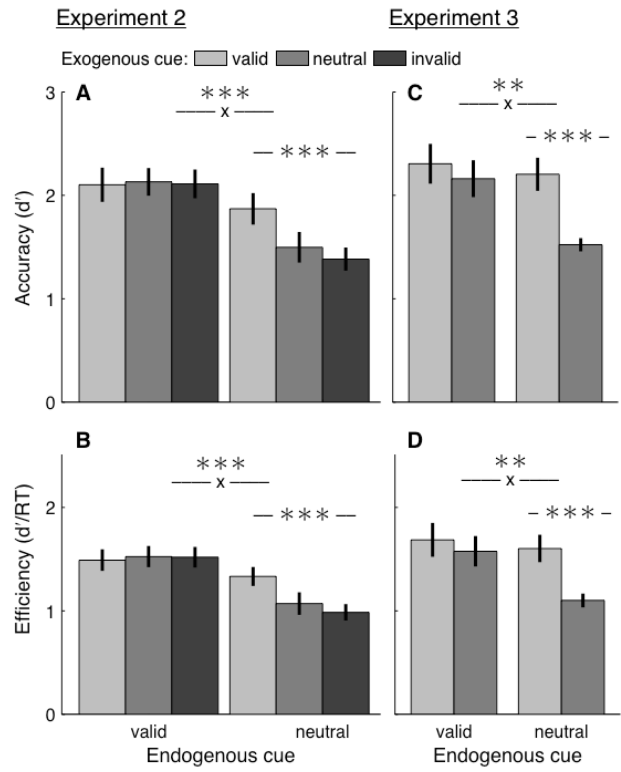 Experiment 2 Experiment 3
Exogenous cue: valid neutral invalid
A C
3
2
1
0
Accuracy (d')
*** x ***
** x ***
B D
2
1
0
Efficiency (d'/RT)
*** x ***
** x ***
valid neutral valid neutral
Endogenous cue Endogenous cue